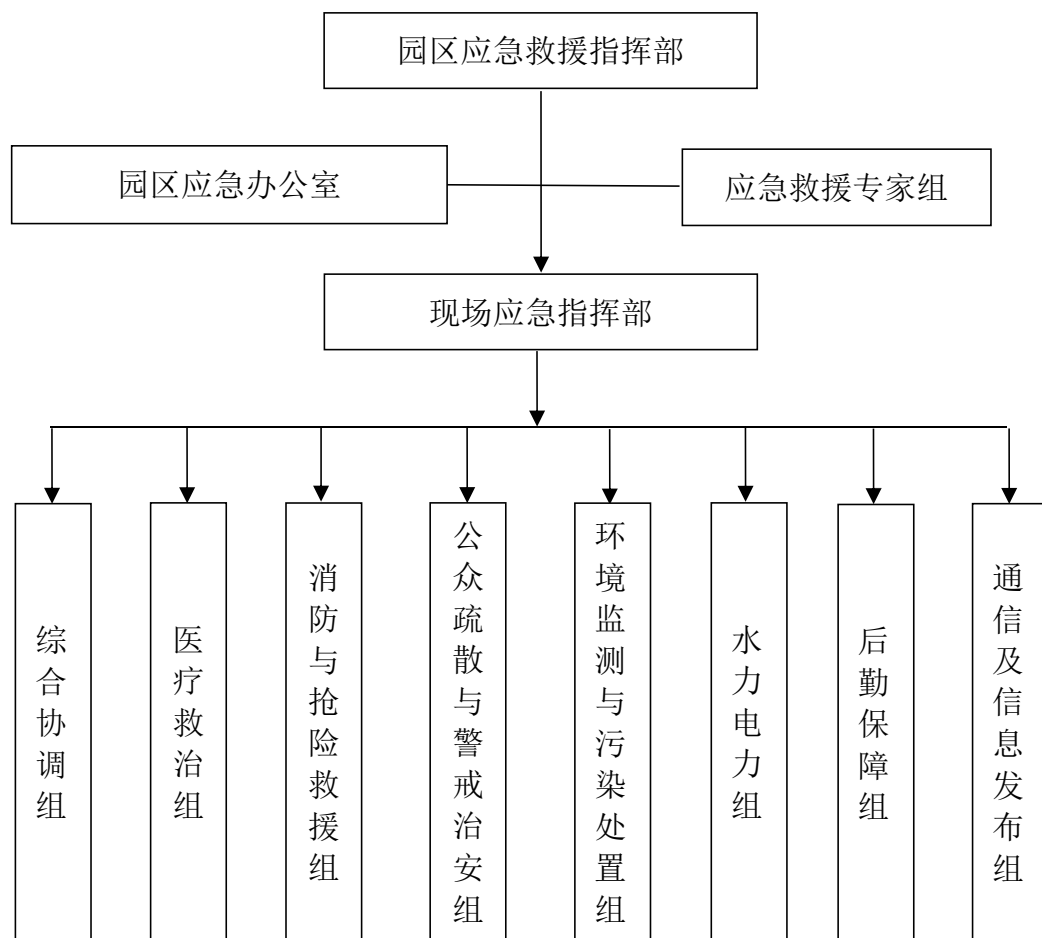 园区应急救援指挥部
园区应急办公室
应急救援专家组
现场应急指挥部
综合协调组
医疗救治组
消防与抢险救援组
公众疏散与警戒治安组
环境监测与污染处置组
水力电力组
后勤保障组
通信及信息发布组